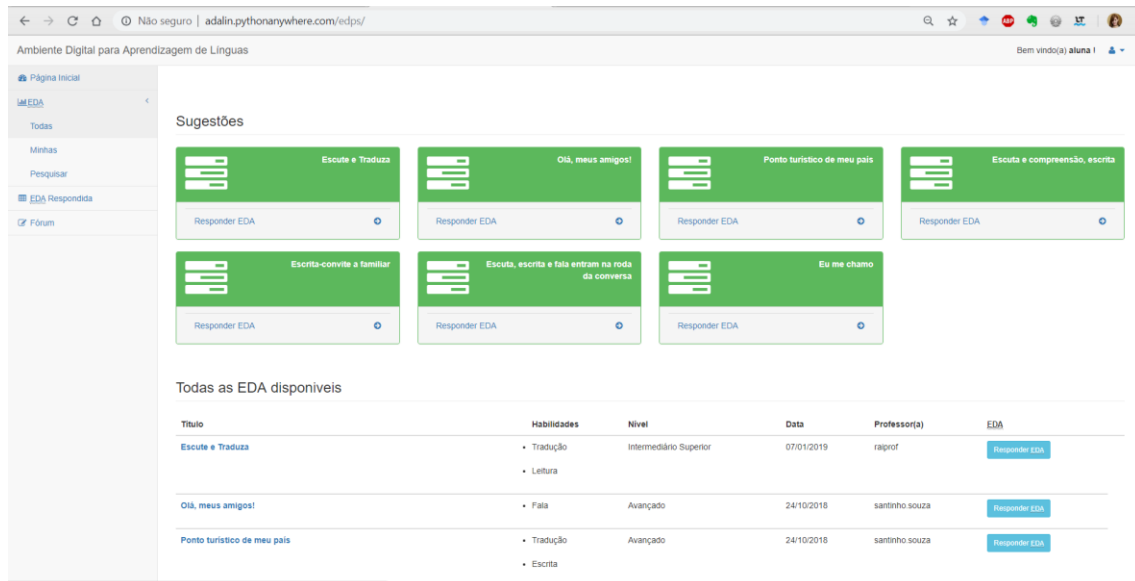 Não seguro | adalin.pythonanywhere.com/edps/
Ambiente Digital para Aprendizagem de Línguas
Bem vindo(a) aluna !
Página Inicial
EDA
Todas
Minhas
Pesquisar
EDA Respondida
Fórum
Sugestões
Escute e Traduza
Olá, meus amigos!
Ponto turístico de meu país
Escuta e compreensão, escrita
Responder EDA
Responder EDA
Responder EDA
Responder EDA
Escrita-convite a familiar
Escuta, escrita e fala entram na roda
da conversa
Eu me chamo
Responder EDA
Responder EDA
Responder EDA
Todas as EDA disponiveis
Título Habilidades Nível Data Professor(a) EDA
Escute e Traduza • Tradução Intermediário Superior 07/01/2019 raiprof Responder EDA
• Leitura
Olá, meus amigos! • Fala Avançado 24/10/2018 santinho.souza Responder EDA
Ponto turístico de meu país • Tradução Avançado 24/10/2018 santinho.souza Responder EDA
• Escrita